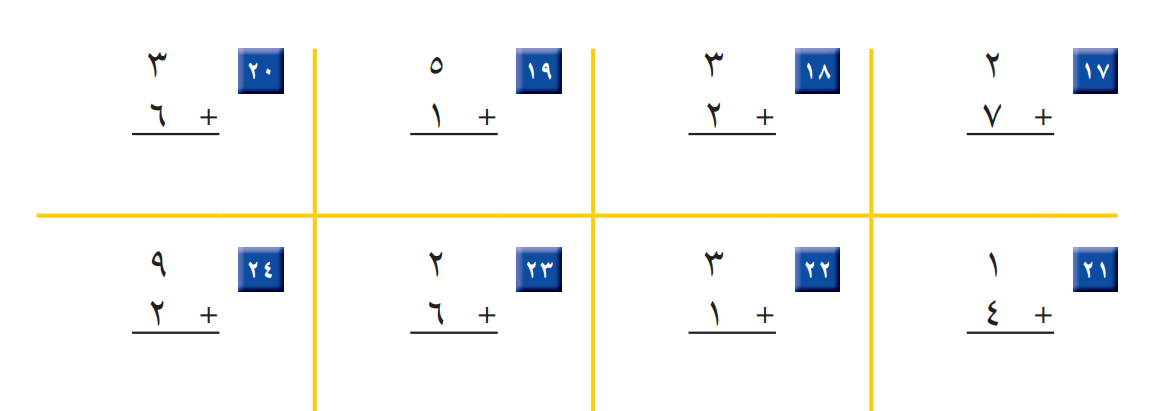 ١٧ ٢ ١٨ ٣ ١٩ ٥ ٢٠ ٣
+ ٧ + ٢ + ١ + ٦
٢١ ١ ٢٢ ٣ ٢٣ ٢ ٢٤ ٩
+ ٤ + ١ + ٦ + ٢